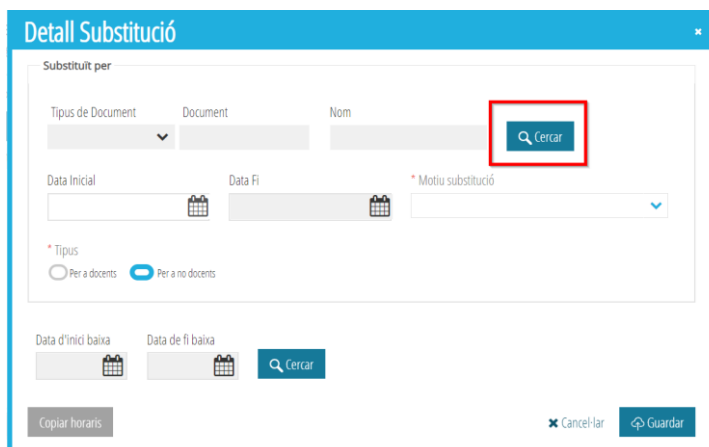 Detall Substitució
Substituït per
Tipus de Document Document Nom
Cercar
Data Inicial Data Fi * Motiu substitució
* Tipus
Per a docents Per a no docents
Data d'inici baixa Data de fi baixa
Cercar
Copiar horaris Cancel·lar Guardar